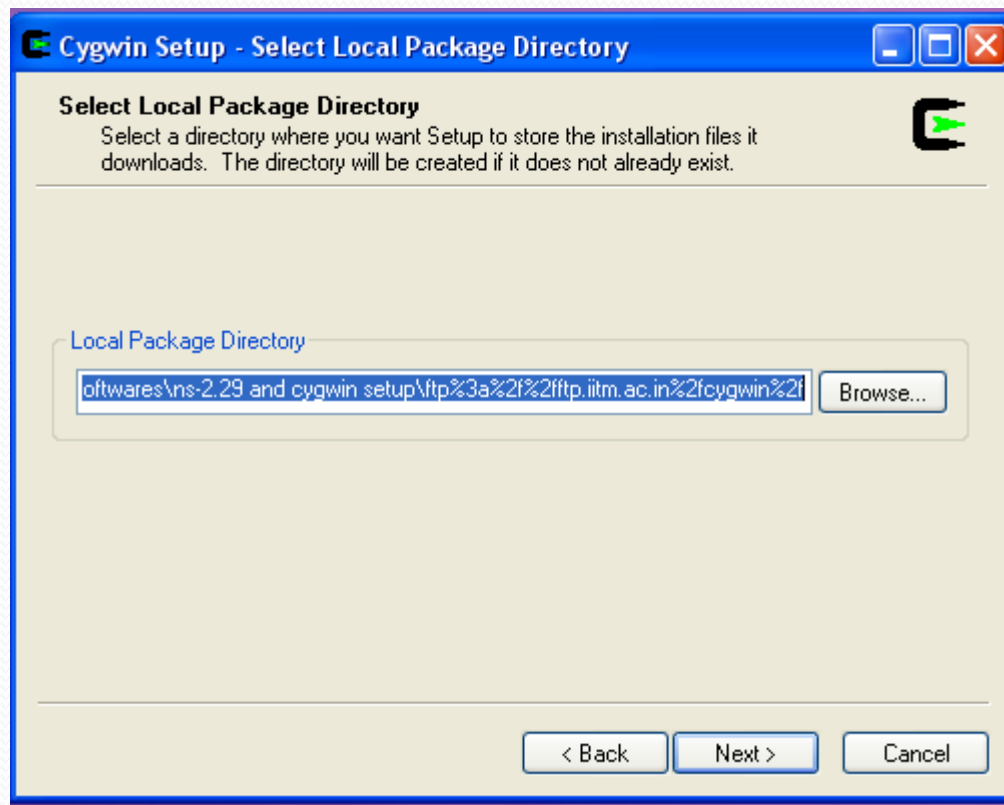 Cygwin Setup - Select Local Package Directory
Select Local Package Directory
Select a directory where you want Setup to store the installation files it
downloads. The directory will be created if it does not already exist.
Local Package Directory
oftwares\ns-2.29 and cygwin setup\ftp%3a%2f%2fftp.iitm.ac.in%2fcygwin%2f
Browse...
< Back
Next >
Cancel